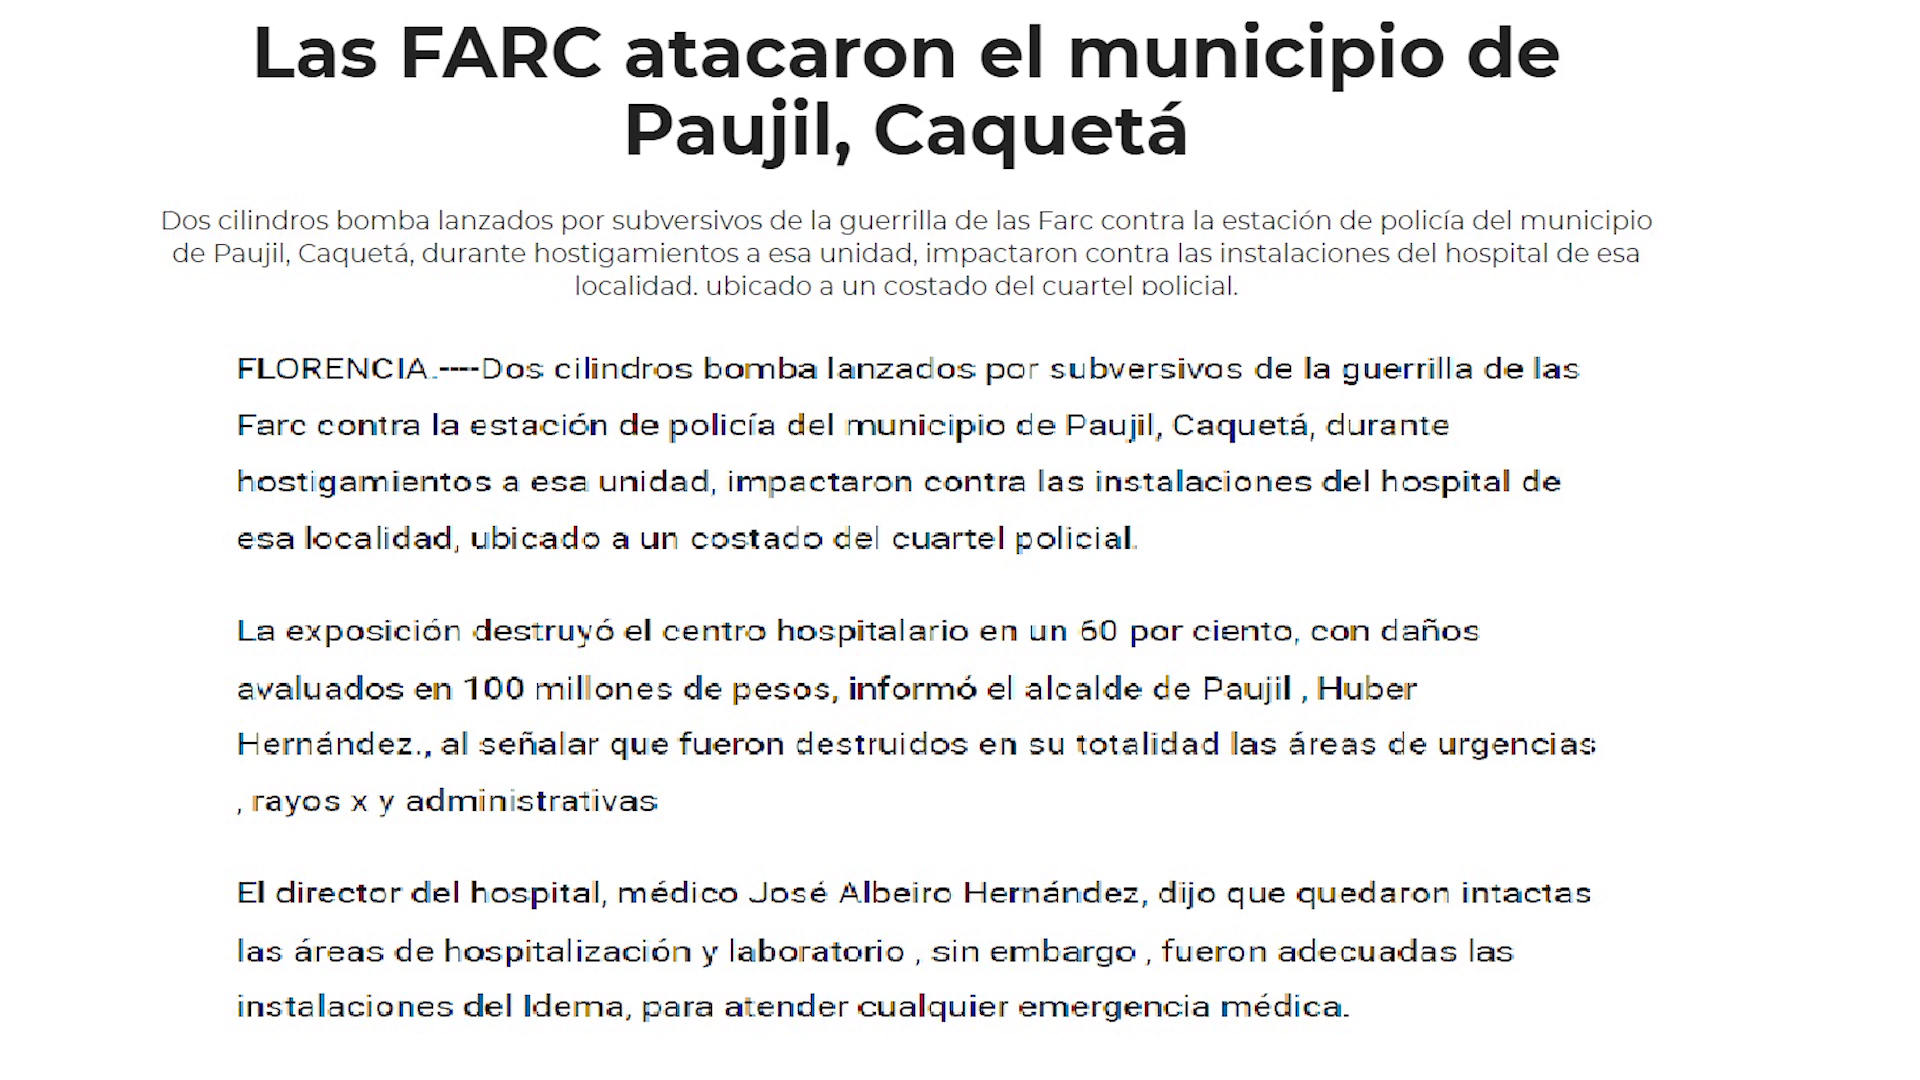 Las FARC atacaron el municipio de
Paujil, Caquetá
Dos cilindros bomba lanzados por subversivos de la guerrilla de las Farc contra la estación de policía del municipio
de Paujil, Caquetá, durante hostigamientos a esa unidad, impactaron contra las instalaciones del hospital de esa
localidad, ubicado a un costado del cuartel policial.
FLORENCIA.----Dos cilindros bomba lanzados por subversivos de la guerrilla de las
Farc contra la estación de policía del municipio de Paujil, Caquetá, durante
hostigamientos a esa unidad, impactaron contra las instalaciones del hospital de
esa localidad, ubicado a un costado del cuartel policial.
La exposición destruyó el centro hospitalario en un 60 por ciento, con daños
avaluados en 100 millones de pesos, informó el alcalde de Paujil , Huber
Hernández., al señalar que fueron destruidos en su totalidad las áreas de urgencias
, rayos x y administrativas
El director del hospital, médico José Albeiro Hernández, dijo que quedaron intactas
las áreas de hospitalización y laboratorio , sin embargo , fueron adecuadas las
instalaciones del Idema, para atender cualquier emergencia médica.